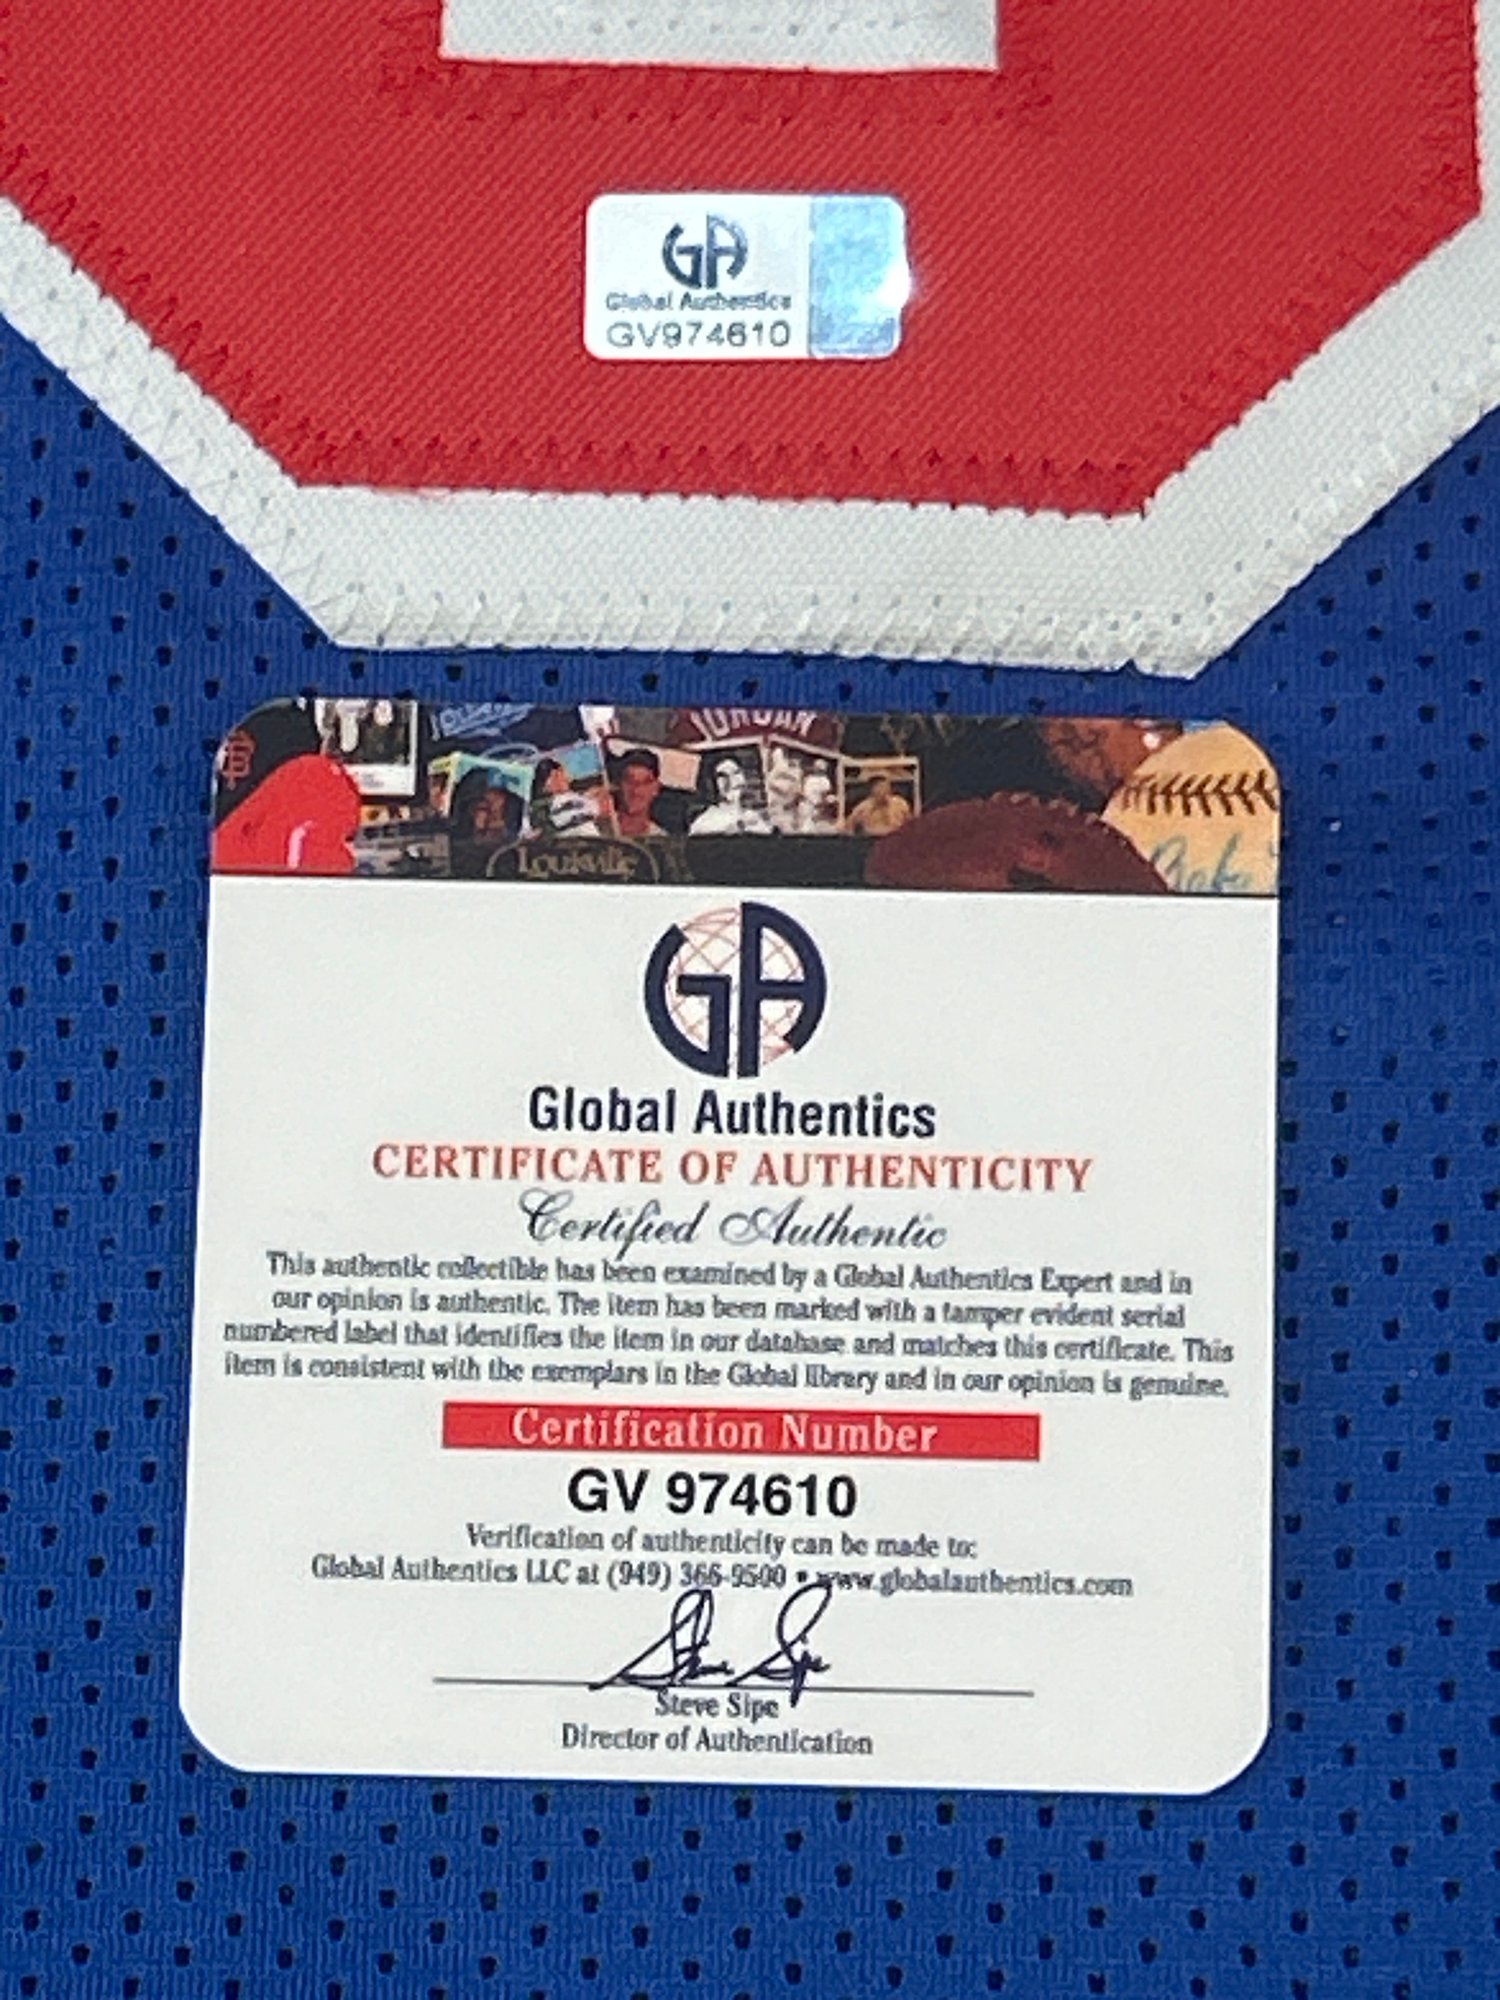 GA
Global Authentics
GV974610
JORDAN
Louisville
Babe
GA
Global Authentics
CERTIFICATE OF AUTHENTICITY
Certified Authentic
This authentic collectible has been examined by a Global Authentics Expert and in
our opinion is authentic. The item has been marked with a tamper evident serial
numbered label that identifies the item in our database and matches this certificate. This
item is consistent with the exemplars in the Global library and in our opinion is genuine.
Certification Number
GV 974610
Verification of authenticity can be made to:
Global Authentics LLC at (949) 366-9500 • www.globalauthentics.com
Steve Sipe
Steve Sipe
Director of Authentication